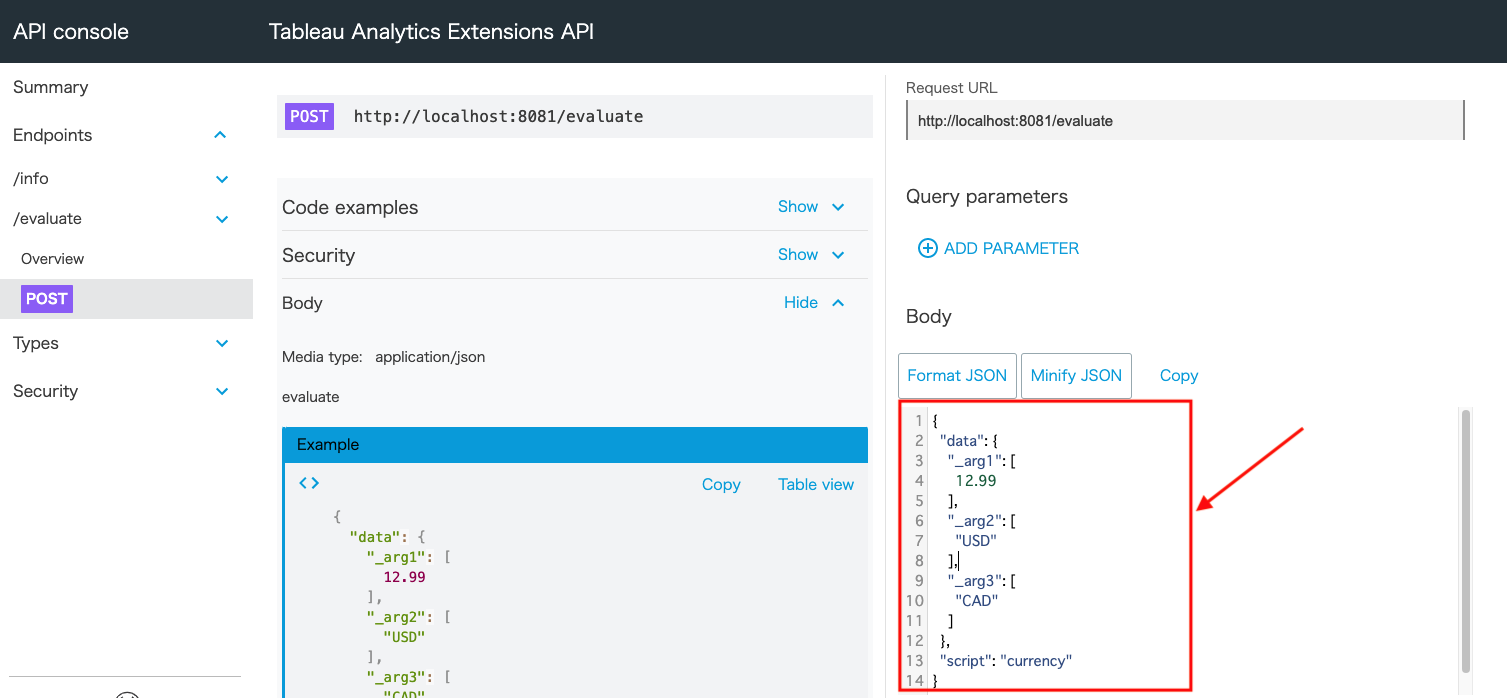 API console
Tableau Analytics Extensions API
Summary
Endpoints
/info
/evaluate
Overview
POST
Types
Security
POST http://localhost:8081/evaluate
Code examples Show
Security Show
Body Hide
Media type: application/json
evaluate
Example
Copy Table view
{
"data": {
"_arg1": [
12.99
],
"_arg2": [
"USD"
],
"_arg3": [
"CAD"
Request URL
http://localhost:8081/evaluate
Query parameters
ADD PARAMETER
Body
Format JSON Minify JSON Copy
1 {
2 "data": {
3 "_arg1": [
4 12.99
5 ],
6 "_arg2": [
7 "USD"
8 ],
9 "_arg3": [
10 "CAD"
11 ]
12 },
13 "script": "currency"
14 }